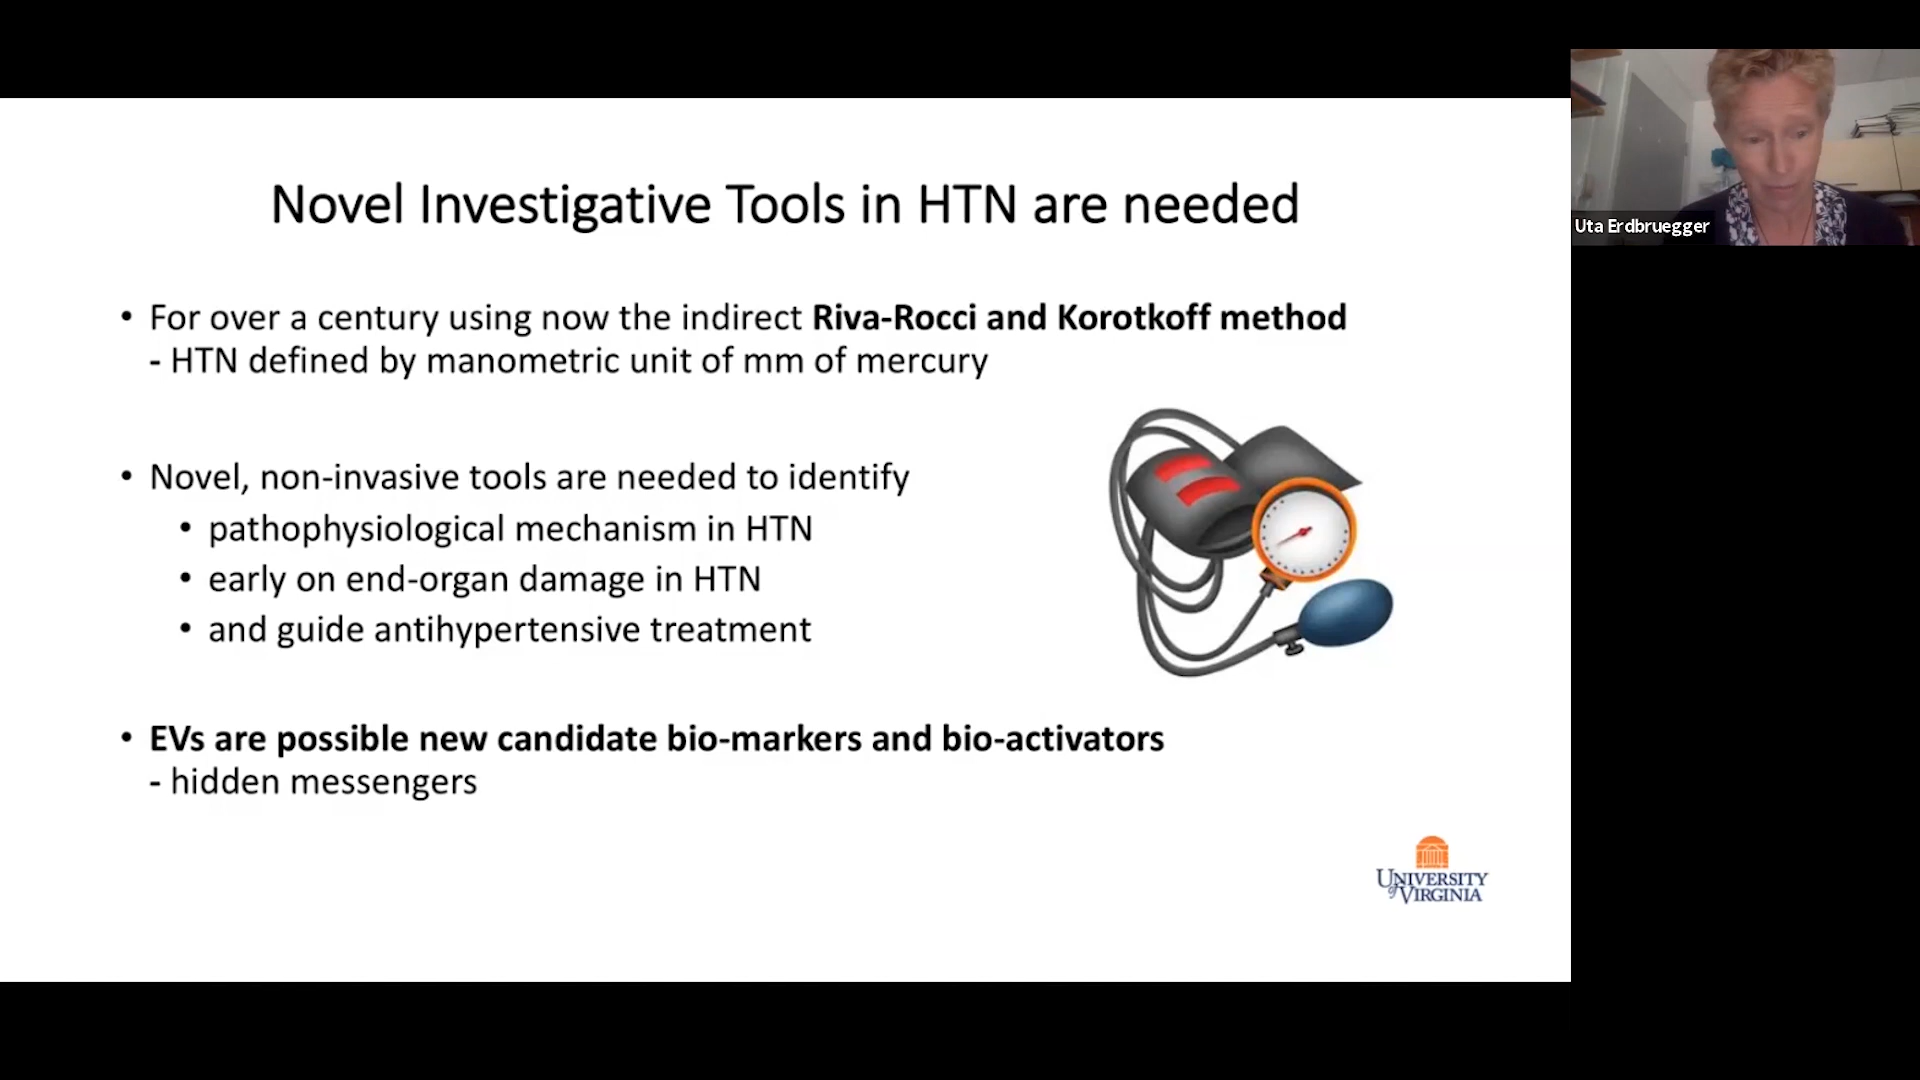 Novel Investigative Tools in HTN are needed
• For over a century using now the indirect Riva-Rocci and Korotkoff method
- HTN defined by manometric unit of mm of mercury
• Novel, non-invasive tools are needed to identify
• pathophysiological mechanism in HTN
• early on end-organ damage in HTN
• and guide antihypertensive treatment
• EVs are possible new candidate bio-markers and bio-activators
- hidden messengers
UNIVERSITY
of VIRGINIA
Uta Erdbruegger